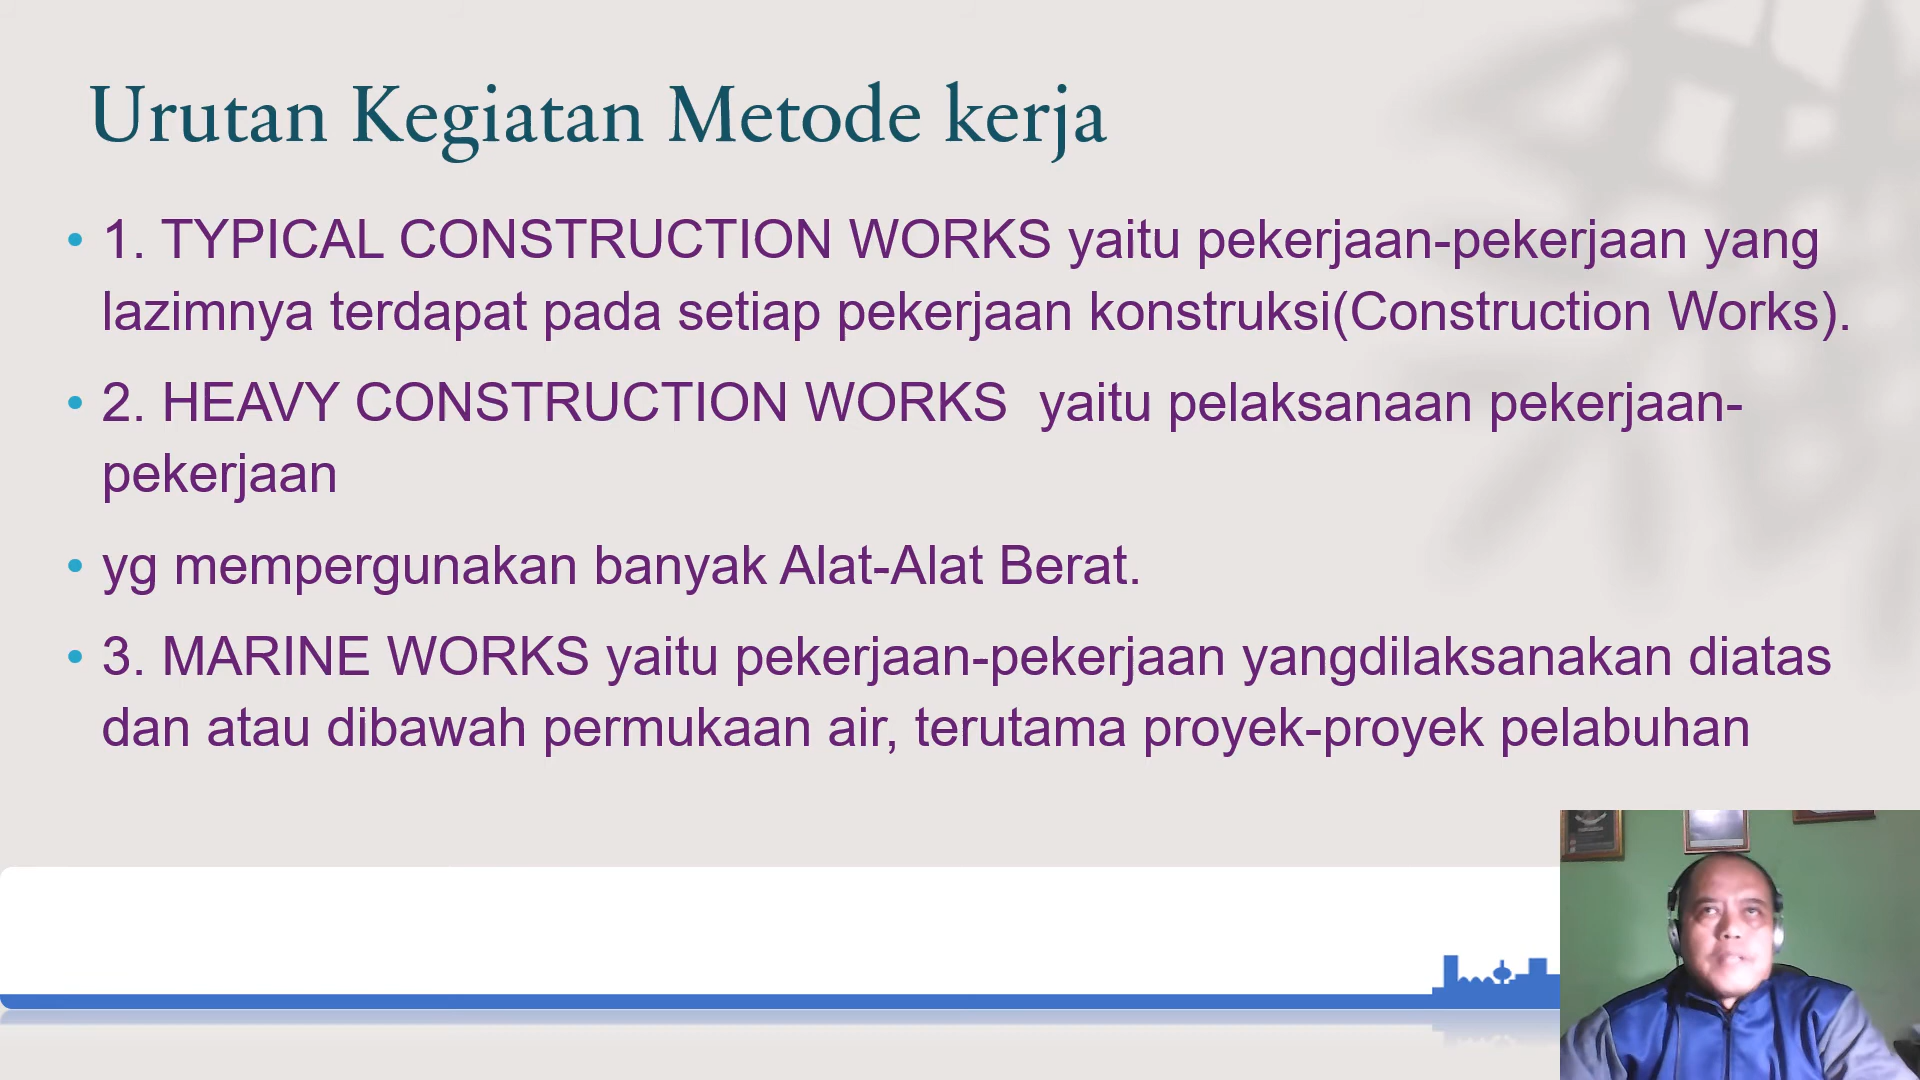 Urutan Kegiatan Metode kerja
• 1. TYPICAL CONSTRUCTION WORKS yaitu pekerjaan-pekerjaan yang
lazimnya terdapat pada setiap pekerjaan konstruksi(Construction Works).
• 2. HEAVY CONSTRUCTION WORKS  yaitu pelaksanaan pekerjaan-
pekerjaan
• yg mempergunakan banyak Alat-Alat Berat.
• 3. MARINE WORKS yaitu pekerjaan-pekerjaan yangdilaksanakan diatas
dan atau dibawah permukaan air, terutama proyek-proyek pelabuhan